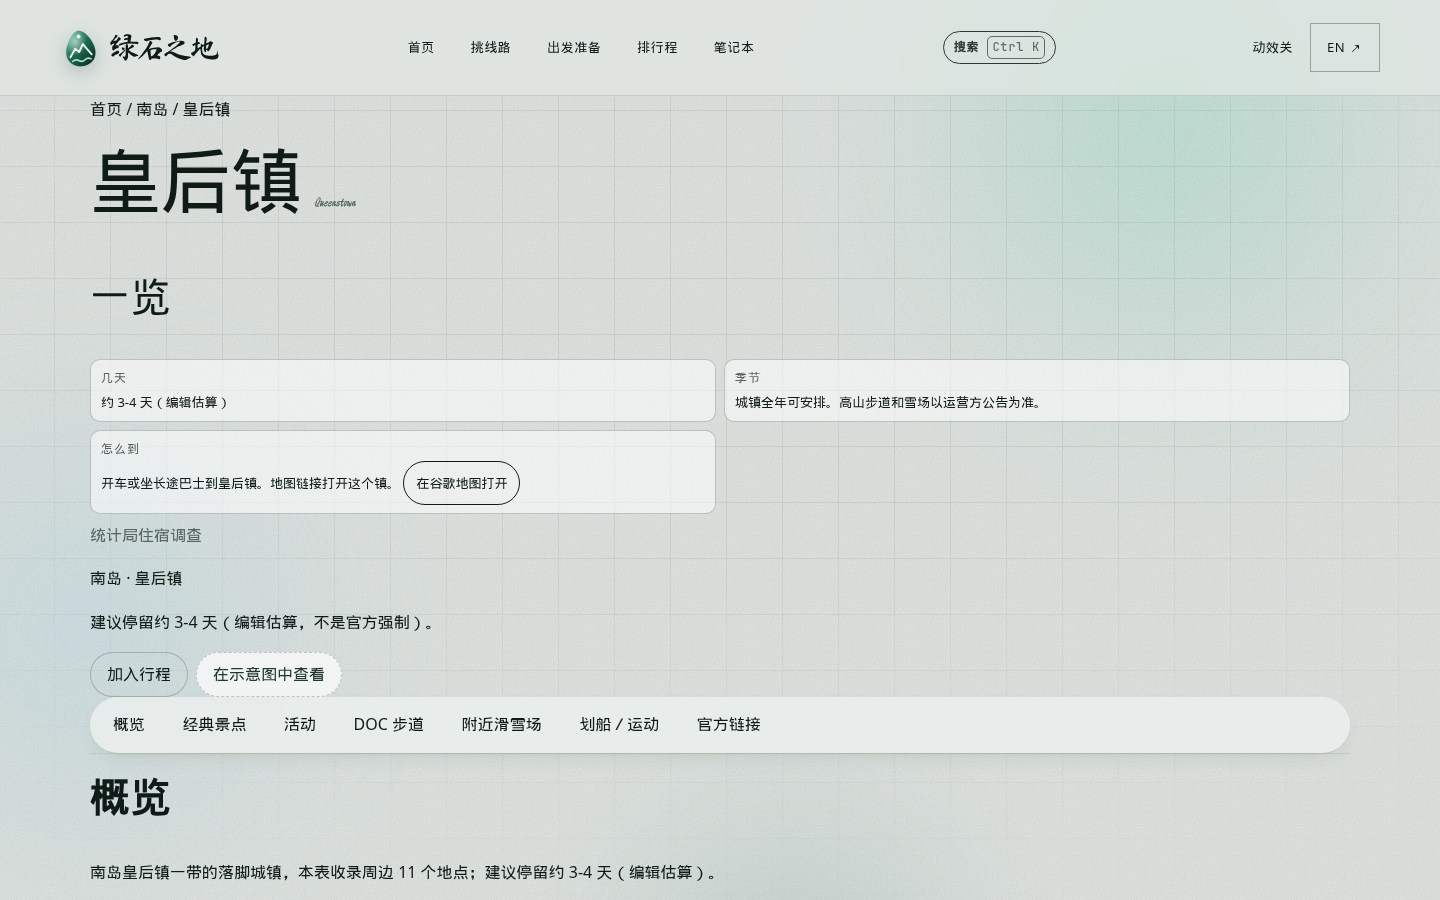 绿石之地
首页 挑线路 出发准备 排行程 笔记本
搜索 Ctrl K
动效关
EN ↗
首页 / 南岛 / 皇后镇
皇后镇 Queenstown
一览
几天
约 3-4 天（编辑估算）
季节
城镇全年可安排。高山步道和雪场以运营方公告为准。
怎么到
开车或坐长途巴士到皇后镇。地图链接打开这个镇。 在谷歌地图打开
统计局住宿调查
南岛 · 皇后镇
建议停留约 3-4 天（编辑估算，不是官方强制）。
加入行程 在示意图中查看
概览 经典景点 活动 DOC 步道 附近滑雪场 划船 / 运动 官方链接
概览
南岛皇后镇一带的落脚城镇，本表收录周边 11 个地点；建议停留约 3-4 天（编辑估算）。